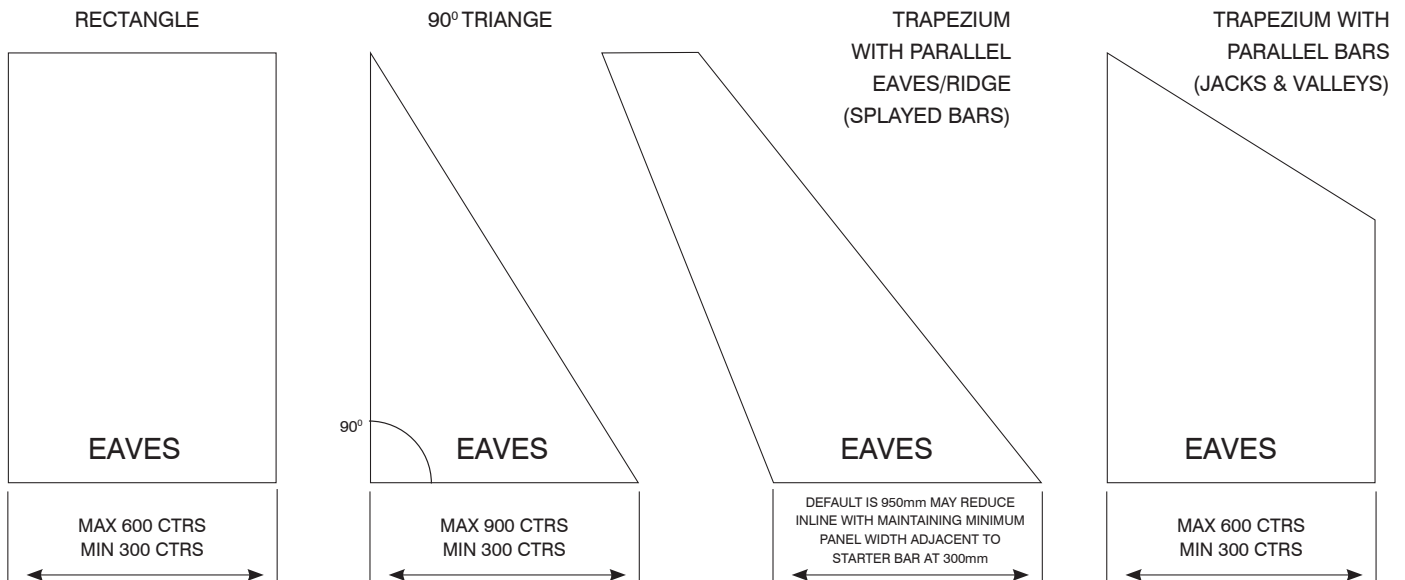 RECTANGLE
90⁰ TRIANGE
TRAPEZIUM
WITH PARALLEL
EAVES/RIDGE
(SPLAYED BARS)
TRAPEZIUM WITH
PARALLEL BARS
(JACKS & VALLEYS)
90⁰
EAVES
EAVES
EAVES
EAVES
MAX 600 CTRS
MIN 300 CTRS
MAX 900 CTRS
MIN 300 CTRS
DEFAULT IS 950mm MAY REDUCE
INLINE WITH MAINTAINING MINIMUM
PANEL WIDTH ADJACENT TO
STARTER BAR AT 300mm
MAX 600 CTRS
MIN 300 CTRS